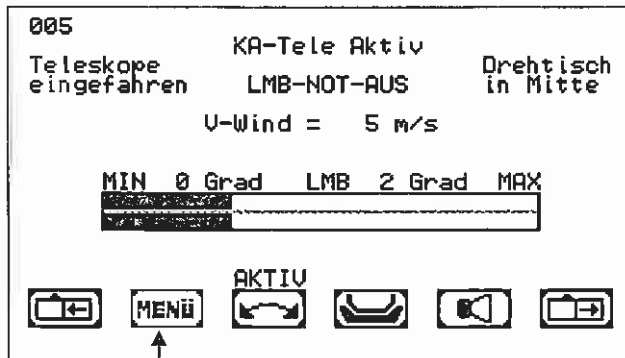 005
KA-Tele Aktiv
Teleskope eingefahren
LMB-NOT-AUS
Drehtisch in Mitte
V-Wind = 5 m/s
MIN 0 Grad LMB 2 Grad MAX
AKTIV
MENÜ